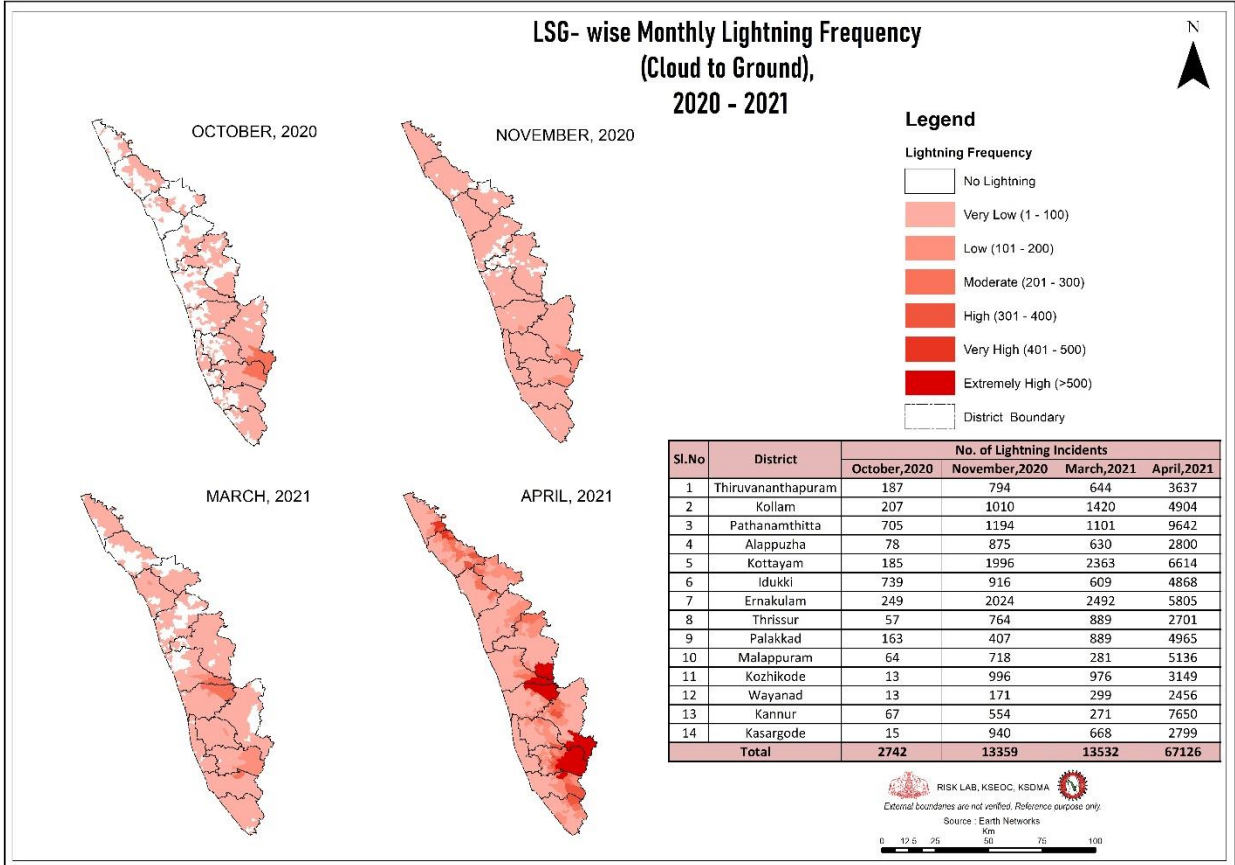 LSG- wise Monthly Lightning Frequency
(Cloud to Ground),
2020 - 2021
N
OCTOBER, 2020
NOVEMBER, 2020
MARCH, 2021
APRIL, 2021
Legend
Lightning Frequency
No Lightning
Very Low (1 - 100)
Low (101 - 200)
Moderate (201 - 300)
High (301 - 400)
Very High (401 - 500)
Extremely High (>500)
District Boundary
Sl.No District No. of Lightning Incidents
October,2020 November,2020 March,2021 April,2021
1 Thiruvananthapuram 187 794 644 3637
2 Kollam 207 1010 1420 4904
3 Pathanamthitta 705 1194 1101 9642
4 Alappuzha 78 875 630 2800
5 Kottayam 185 1996 2363 6614
6 Idukki 739 916 609 4868
7 Ernakulam 249 2024 2492 5805
8 Thrissur 57 764 889 2701
9 Palakkad 163 407 889 4965
10 Malappuram 64 718 281 5136
11 Kozhikode 13 996 976 3149
12 Wayanad 13 171 299 2456
13 Kannur 67 554 271 7650
14 Kasargode 15 940 668 2799
Total 2742 13359 13532 67126
RISK LAB, KSEOC, KSDMA
External boundaries are not verified. Reference purpose only.
Source : Earth Networks
Km
0 12.5 25 50 75 100